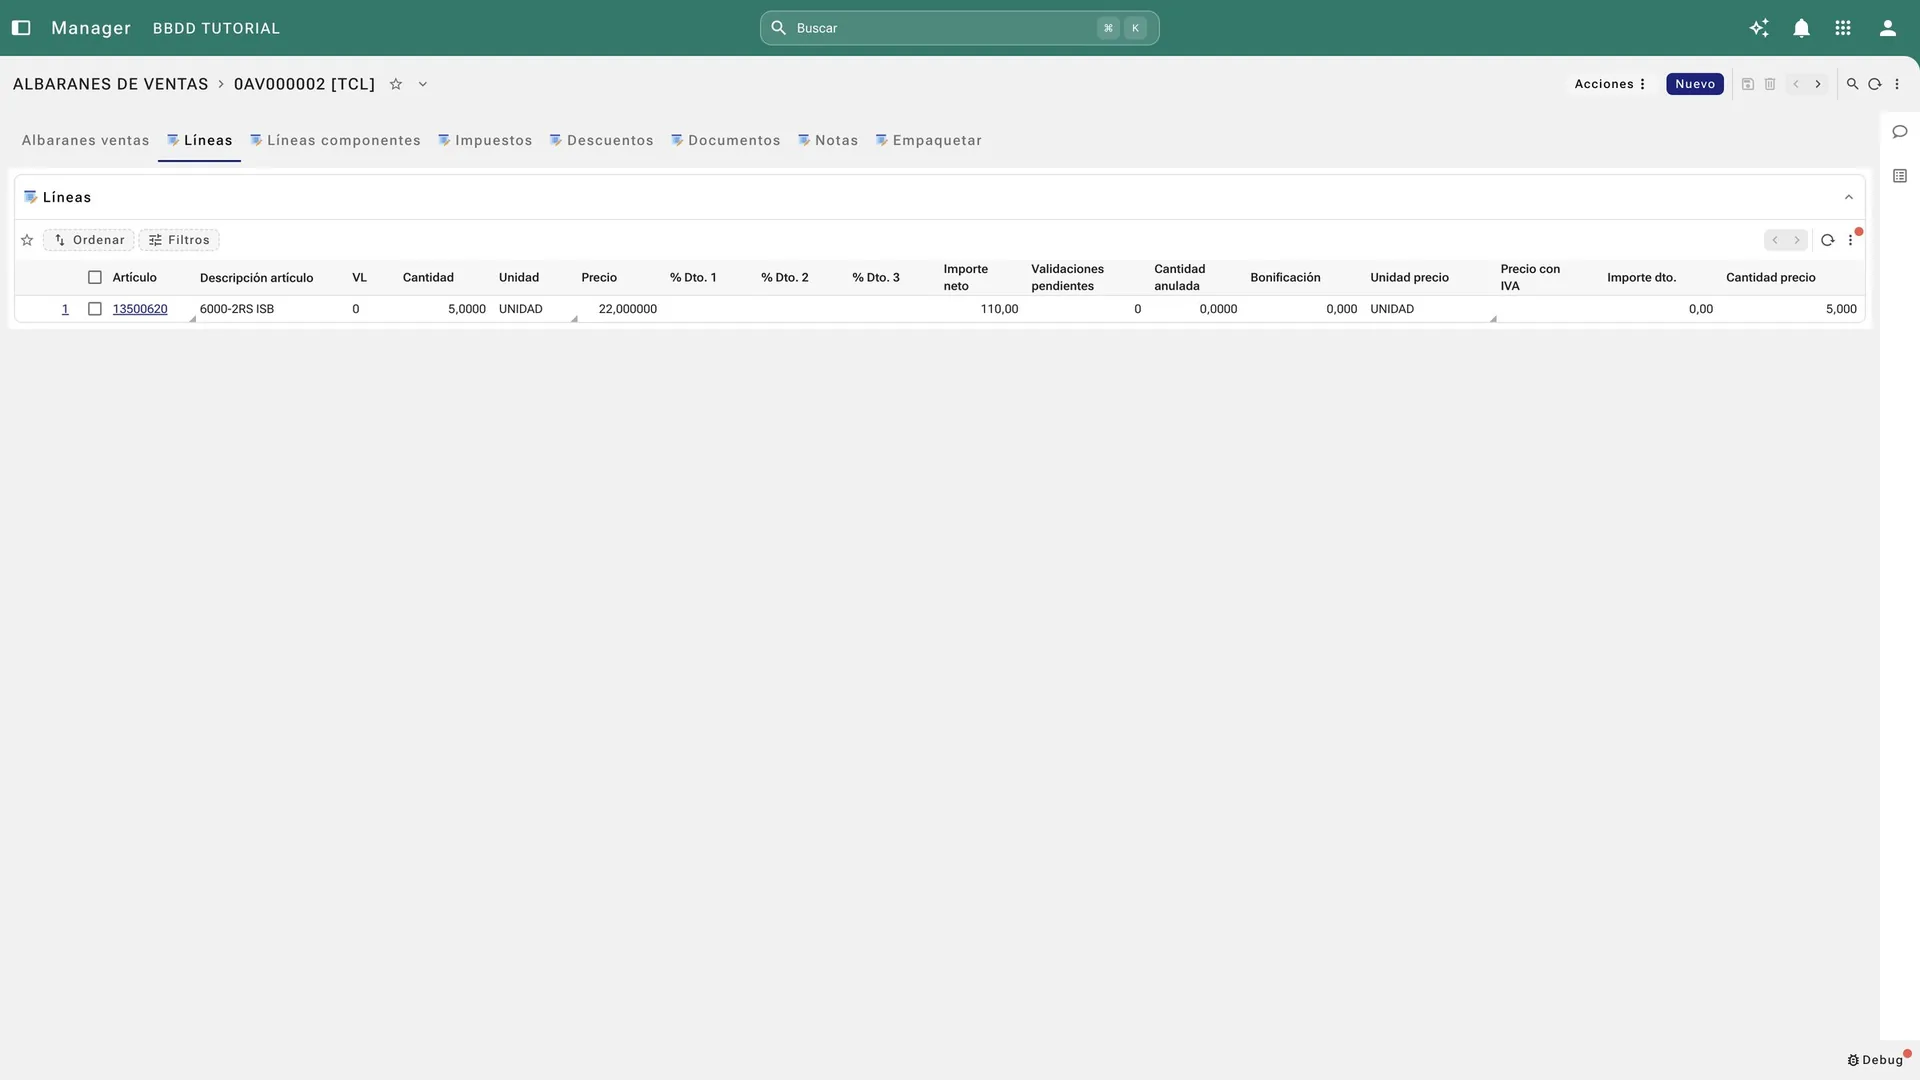 Manager BBDD TUTORIAL Buscar ⌘ K
ALBARANES DE VENTAS > 0AV000002 [TCL] Acciones Nuevo
Albaranes ventas Líneas Líneas componentes Impuestos Descuentos Documentos Notas Empaquetar
Líneas
Ordenar Filtros
Artículo Descripción artículo VL Cantidad Unidad Precio % Dto. 1 % Dto. 2 % Dto. 3 Importe neto Validaciones pendientes Cantidad anulada Bonificación Unidad precio Precio con IVA Importe dto. Cantidad precio
1 13500620 6000-2RS ISB 0 5,0000 UNIDAD 22,000000 110,00 0 0,0000 0,000 UNIDAD 0,00 5,000
Debug